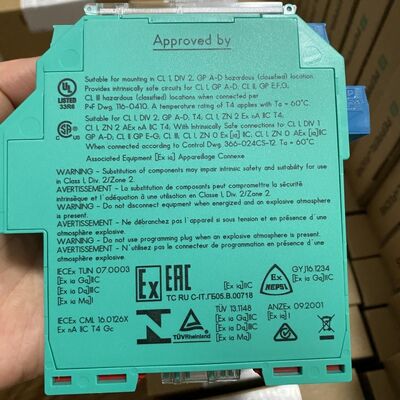 Approved by
UL
LISTED
33R8
Suitable for mounting in CL I, DIV 2, GP A-D hazardous (classified) location.
Provides intrinsically safe circuits for CL I, GP A-D, CL II, GP E,F,G,
CL III hazardous (classified) locations when connected per
P+F Dwg. 116-0410. A temperature rating of T4 applies with Ta = 60°C
Suitable for CL I, DIV 2, GP A-D, T4, CL I, ZN 2 Ex nA IIC T4,
CL I, ZN 2 AEx nA IIC T4, With Intrinsically Safe connections for CL I, DIV 1
GP A-D, CL II GP E-G, CL I, ZN 0 Ex [ia] IIC, CL I, ZN 0 AEx [ia]IIC
When connected according to Control Dwg. 366-024CS-12, Ta = 60°C
Associated Equipment [Ex ia] Appareillage Connexe
WARNING - Substitution of components may impair intrinsic safety and suitability for
use in Class I, Div. 2/Zone 2.
AVERTISSEMENT - La substitution de composants peut compromettre la sécurité
intrinsèque et l'adéquation à une utilisation en Classe I, Div. 2/Zone 2.
WARNING - Do not disconnect equipment when energized and an explosive atmosphere
is present.
AVERTISSEMENT - Ne débranchez pas l'appareil si sous tension et en présence d'une
atmosphère explosive.
WARNING - Do not use programming plug when an explosive atmosphere is present.
AVERTISSEMENT - N'utilisez pas le connecteur de programmation en présence d'une
atmosphère explosive.
IECEx TUN 07.0003
[Ex ia Ga]IIC
[Ex ia Da]IIIC
[Ex ia Ma]I
IECEx CML 16.0126X
Ex nA IIC T4 Gc
Ex
EAC
TC RU C-IT.ГБ05.В.00718
N
TÜVRheinland
[Ex ia]IIC
TÜV 13.1148
[Ex ia Ga]IIC
[Ex ia Da]IIIC
[Ex ia Ma]I
Ex
NEPSI
GYJ16.1234
[Ex ia]IIC
ANZEx 09.2001
[Ex ia]IIC